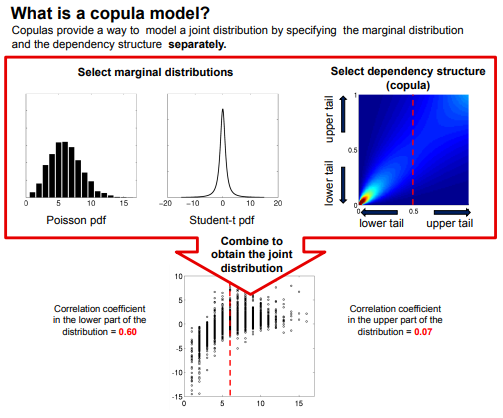 What is a copula model?
Copulas provide a way to model a joint distribution by specifying the marginal distribution
and the dependency structure separately.
Select marginal distributions
Select dependency structure
(copula)
0 5 10 15
Poisson pdf
-20 -10 0 10 20
Student-t pdf
upper tail
lower tail
1
0.5
0
0 0.5 1
lower tail upper tail
Combine to
obtain the joint
distribution
Correlation coefficient
in the lower part of the
distribution = 0.60
10
5
0
-5
-10
-15
0 5 10 15
Correlation coefficient
in the upper part of the
distribution = 0.07